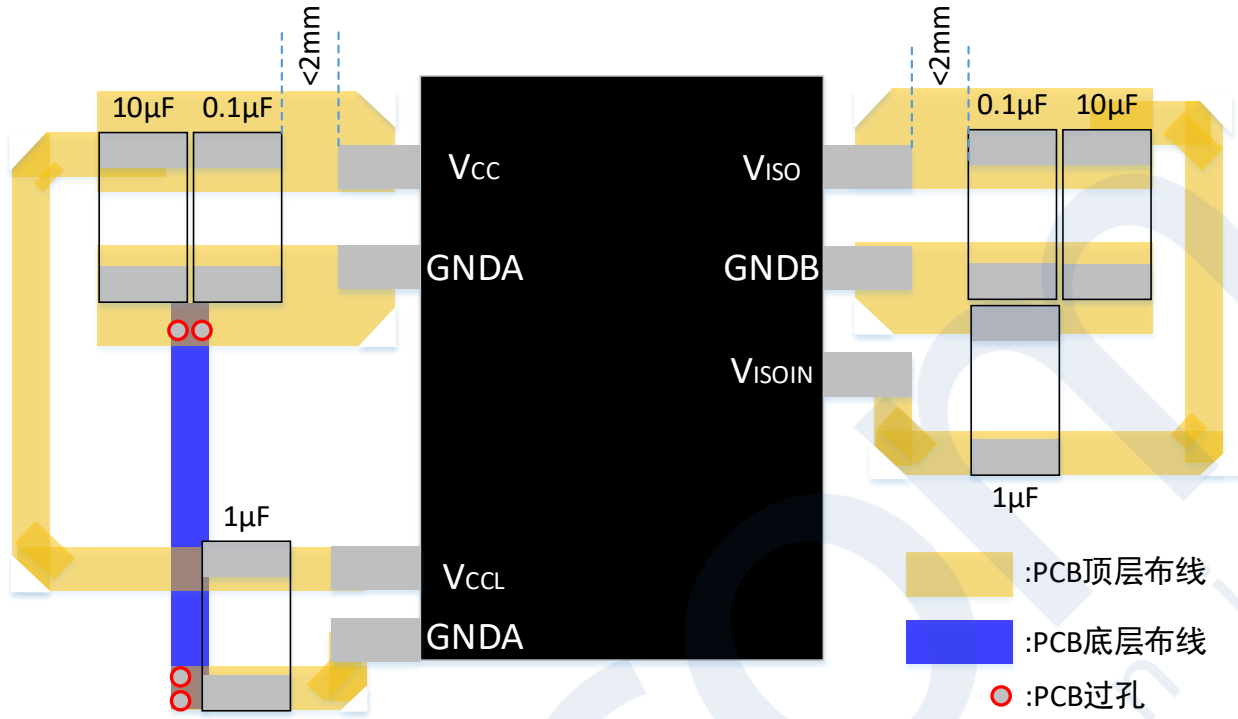 <2mm
<2mm
10μF
0.1μF
0.1μF
10μF
VCC
VISO
GNDA
GNDB
VISOIN
1μF
1μF
VCCL
GNDA
:PCB顶层布线
:PCB底层布线
:PCB过孔